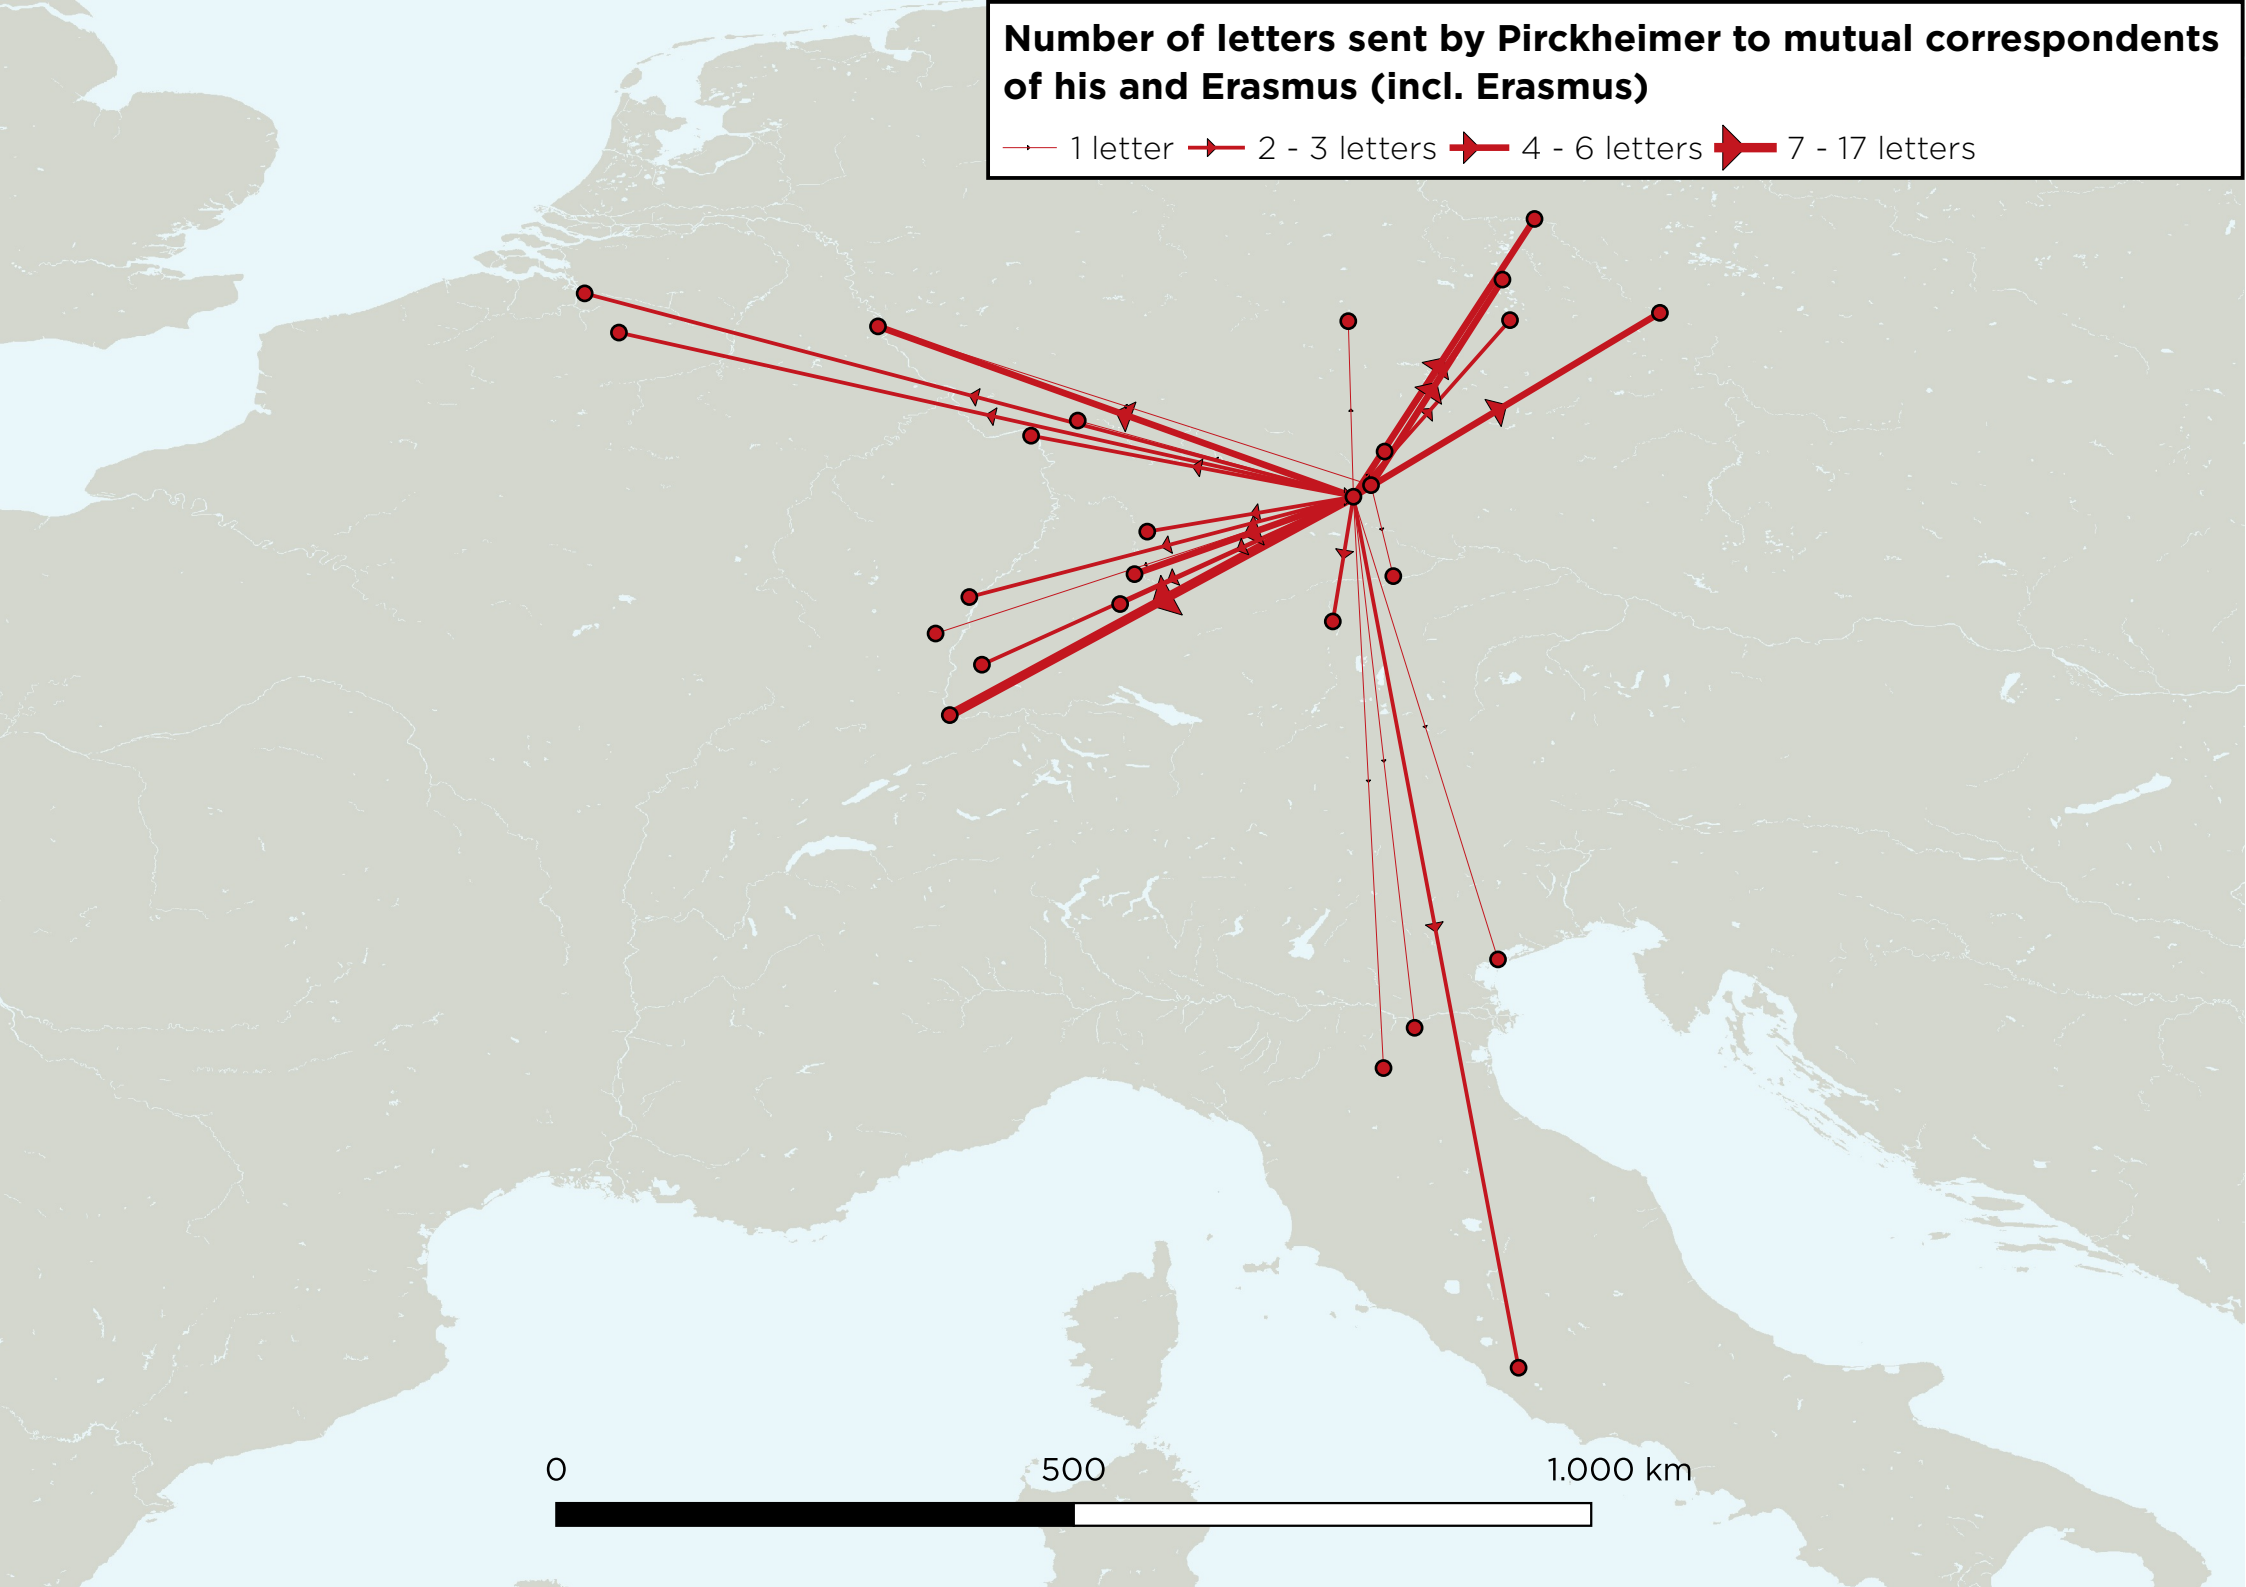 Number of letters sent by Pirckheimer to mutual correspondents
of his and Erasmus (incl. Erasmus)
1 letter 2 - 3 letters 4 - 6 letters 7 - 17 letters
0 500 1.000 km